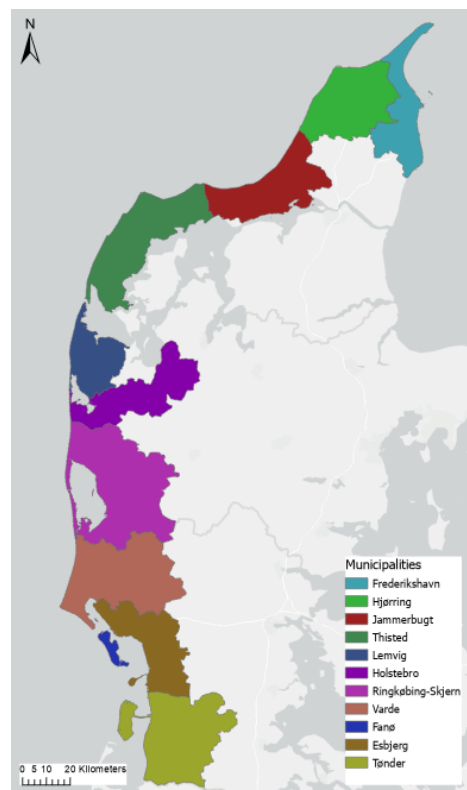 N
Municipalities
Frederikshavn
Hjørring
Jammerbugt
Thisted
Lemvig
Holstebro
Ringkøbing-Skjern
Varde
Fanø
Esbjerg
Tønder
0 5 10 20 Kilometers